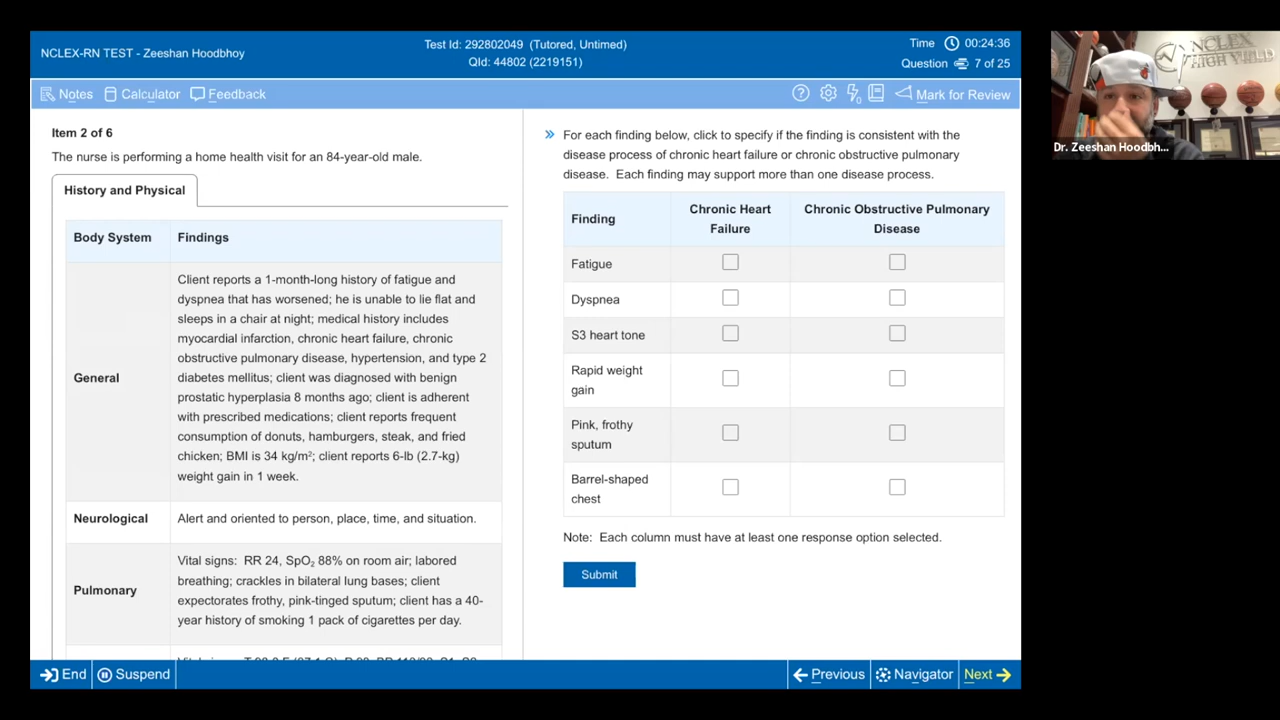 NCLEX-RN TEST - Zeeshan Hoodbhoy
Test Id: 292802049 (Tutored, Untimed)
QId: 44802 (2219151)
Time 00:24:36
Question 7 of 25
Notes Calculator Feedback
Mark for Review
Item 2 of 6
The nurse is performing a home health visit for an 84-year-old male.
History and Physical
Body System Findings
General
Client reports a 1-month-long history of fatigue and
dyspnea that has worsened; he is unable to lie flat and
sleeps in a chair at night; medical history includes
myocardial infarction, chronic heart failure, chronic
obstructive pulmonary disease, hypertension, and type 2
diabetes mellitus; client was diagnosed with benign
prostatic hyperplasia 8 months ago; client is adherent
with prescribed medications; client reports frequent
consumption of donuts, hamburgers, steak, and fried
chicken; BMI is 34 kg/m²; client reports 6-lb (2.7-kg)
weight gain in 1 week.
Neurological
Alert and oriented to person, place, time, and situation.
Pulmonary
Vital signs: RR 24, SpO₂ 88% on room air; labored
breathing; crackles in bilateral lung bases; client
expectorates frothy, pink-tinged sputum; client has a 40-
year history of smoking 1 pack of cigarettes per day.
For each finding below, click to specify if the finding is consistent with the
disease process of chronic heart failure or chronic obstructive pulmonary
disease. Each finding may support more than one disease process.
Finding
Chronic Heart
Failure
Chronic Obstructive Pulmonary
Disease
Fatigue
Dyspnea
S3 heart tone
Rapid weight
gain
Pink, frothy
sputum
Barrel-shaped
chest
Note: Each column must have at least one response option selected.
Submit
End Suspend
Previous Navigator Next
NCLEX
HIGH YIELD
Dr. Zeeshan Hoodbh...